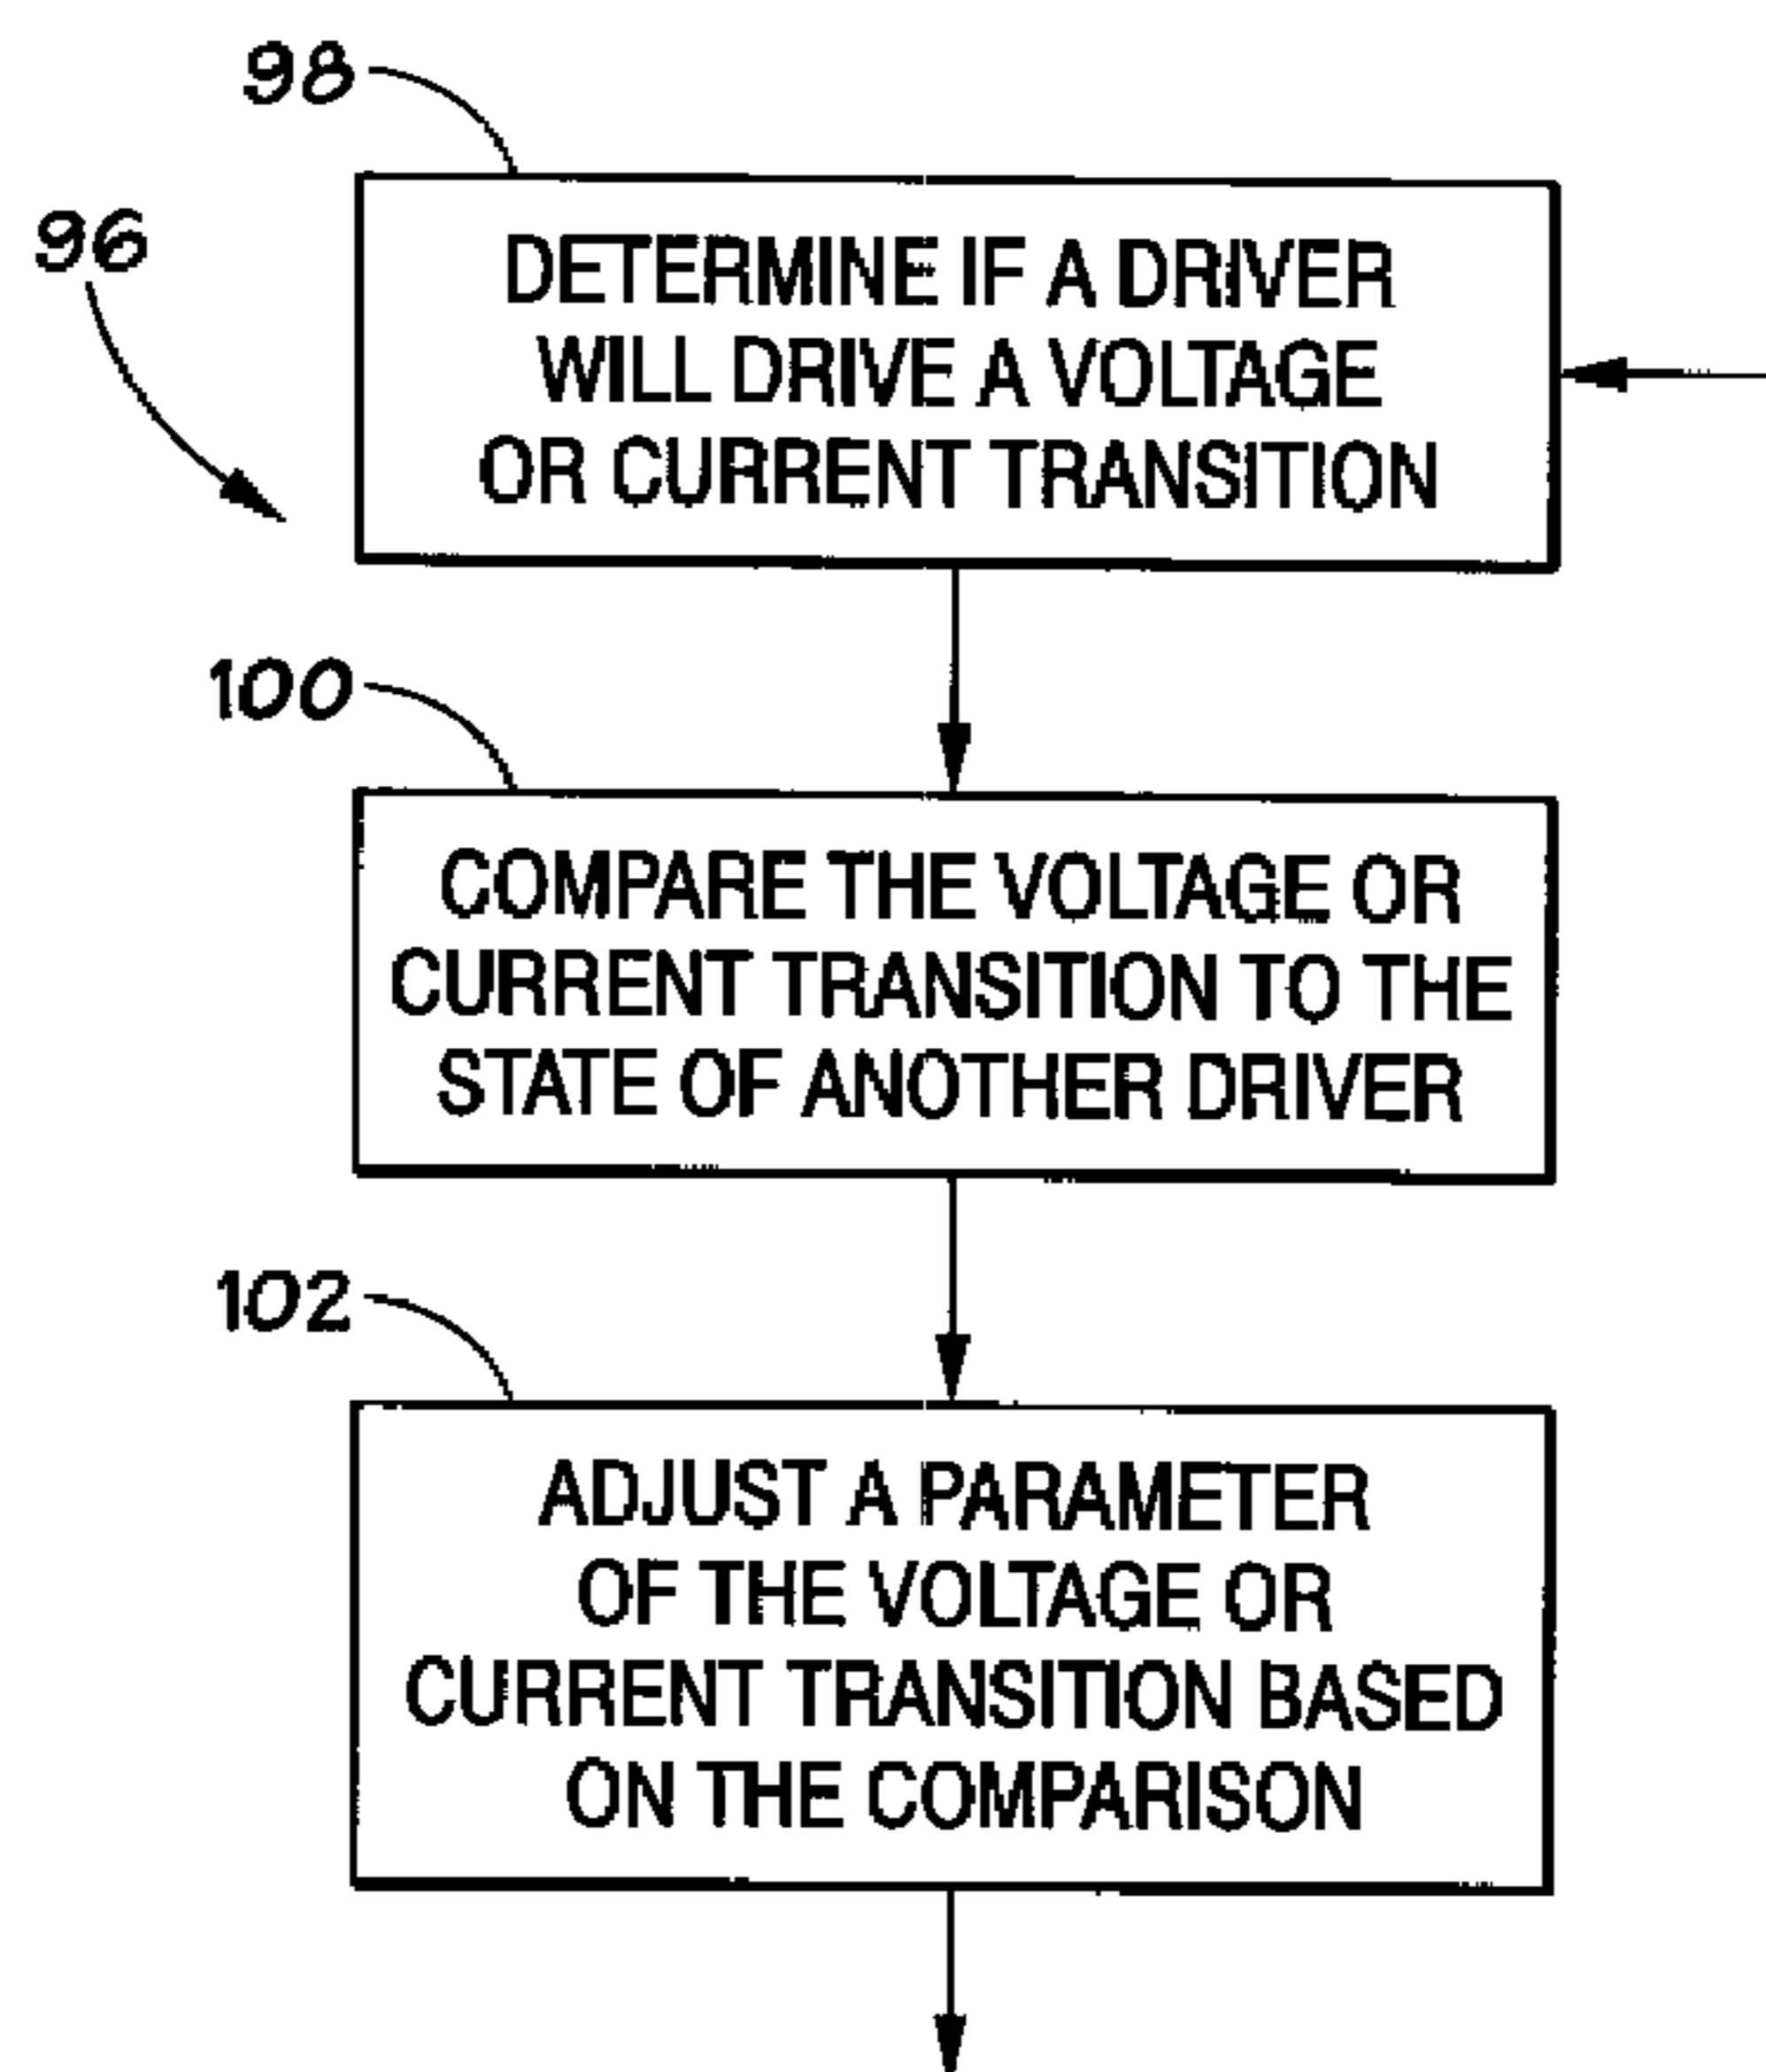 98
96
DETERMINE IF A DRIVER
WILL DRIVE A VOLTAGE
OR CURRENT TRANSITION
100
COMPARE THE VOLTAGE OR
CURRENT TRANSITION TO THE
STATE OF ANOTHER DRIVER
102
ADJUST A PARAMETER
OF THE VOLTAGE OR
CURRENT TRANSITION BASED
ON THE COMPARISON